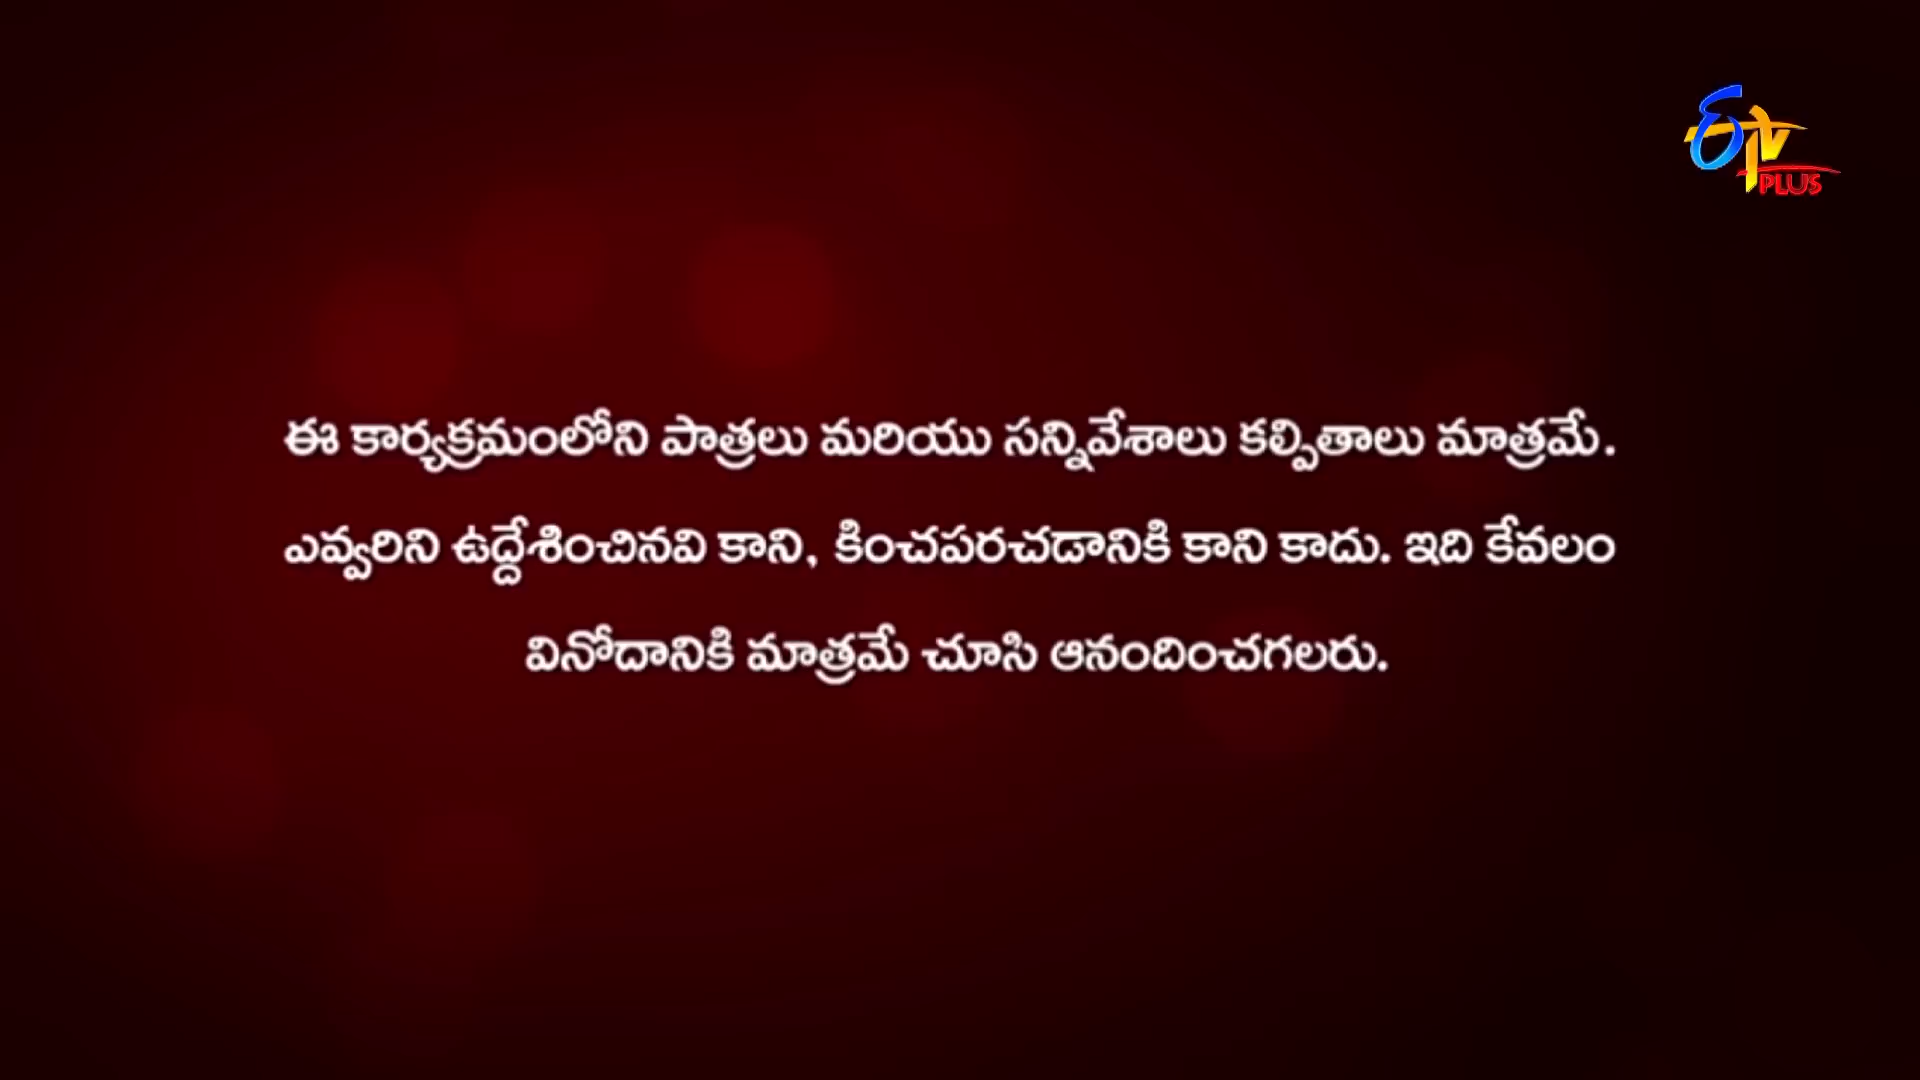 ETV
PLUS
ఈ కార్యక్రమంలోని పాత్రలు మరియు సన్నివేశాలు కల్పితాలు మాత్రమే.
ఎవ్వరిని ఉద్దేశించినవి కాని, కించపరచడానికి కాని కాదు. ఇది కేవలం
వినోదానికి మాత్రమే చూసి ఆనందించగలరు.